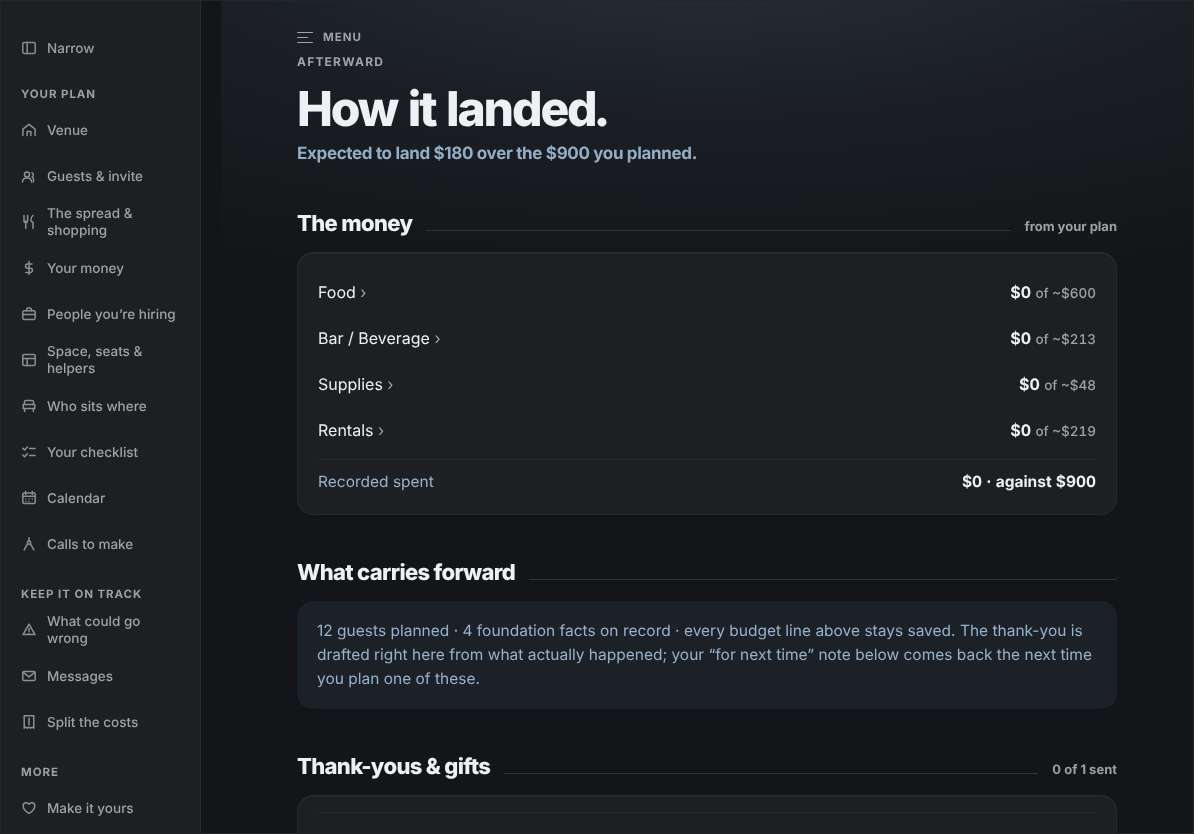 Narrow
YOUR PLAN
Venue
Guests & invite
The spread &
shopping
Your money
People you’re hiring
Space, seats &
helpers
Who sits where
Your checklist
Calendar
Calls to make
KEEP IT ON TRACK
What could go
wrong
Messages
Split the costs
MORE
Make it yours
MENU
AFTERWARD
How it landed.
Expected to land $180 over the $900 you planned.
The money
from your plan
Food ›
$0 of ~$600
Bar / Beverage ›
$0 of ~$213
Supplies ›
$0 of ~$48
Rentals ›
$0 of ~$219
Recorded spent
$0 · against $900
What carries forward
12 guests planned · 4 foundation facts on record · every budget line above stays saved. The thank-you is
drafted right here from what actually happened; your “for next time” note below comes back the next time
you plan one of these.
Thank-yous & gifts
0 of 1 sent